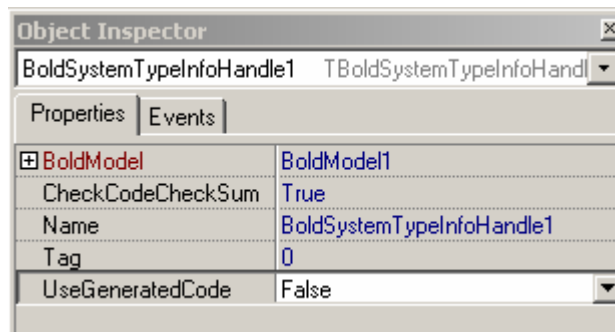 Object Inspector
BoldSystemTypeInfoHandle1 TBoldSystemTypeInfoHandl
Properties Events
BoldModel BoldModel1
CheckCodeCheckSum True
Name BoldSystemTypeInfoHandle1
Tag 0
UseGeneratedCode False